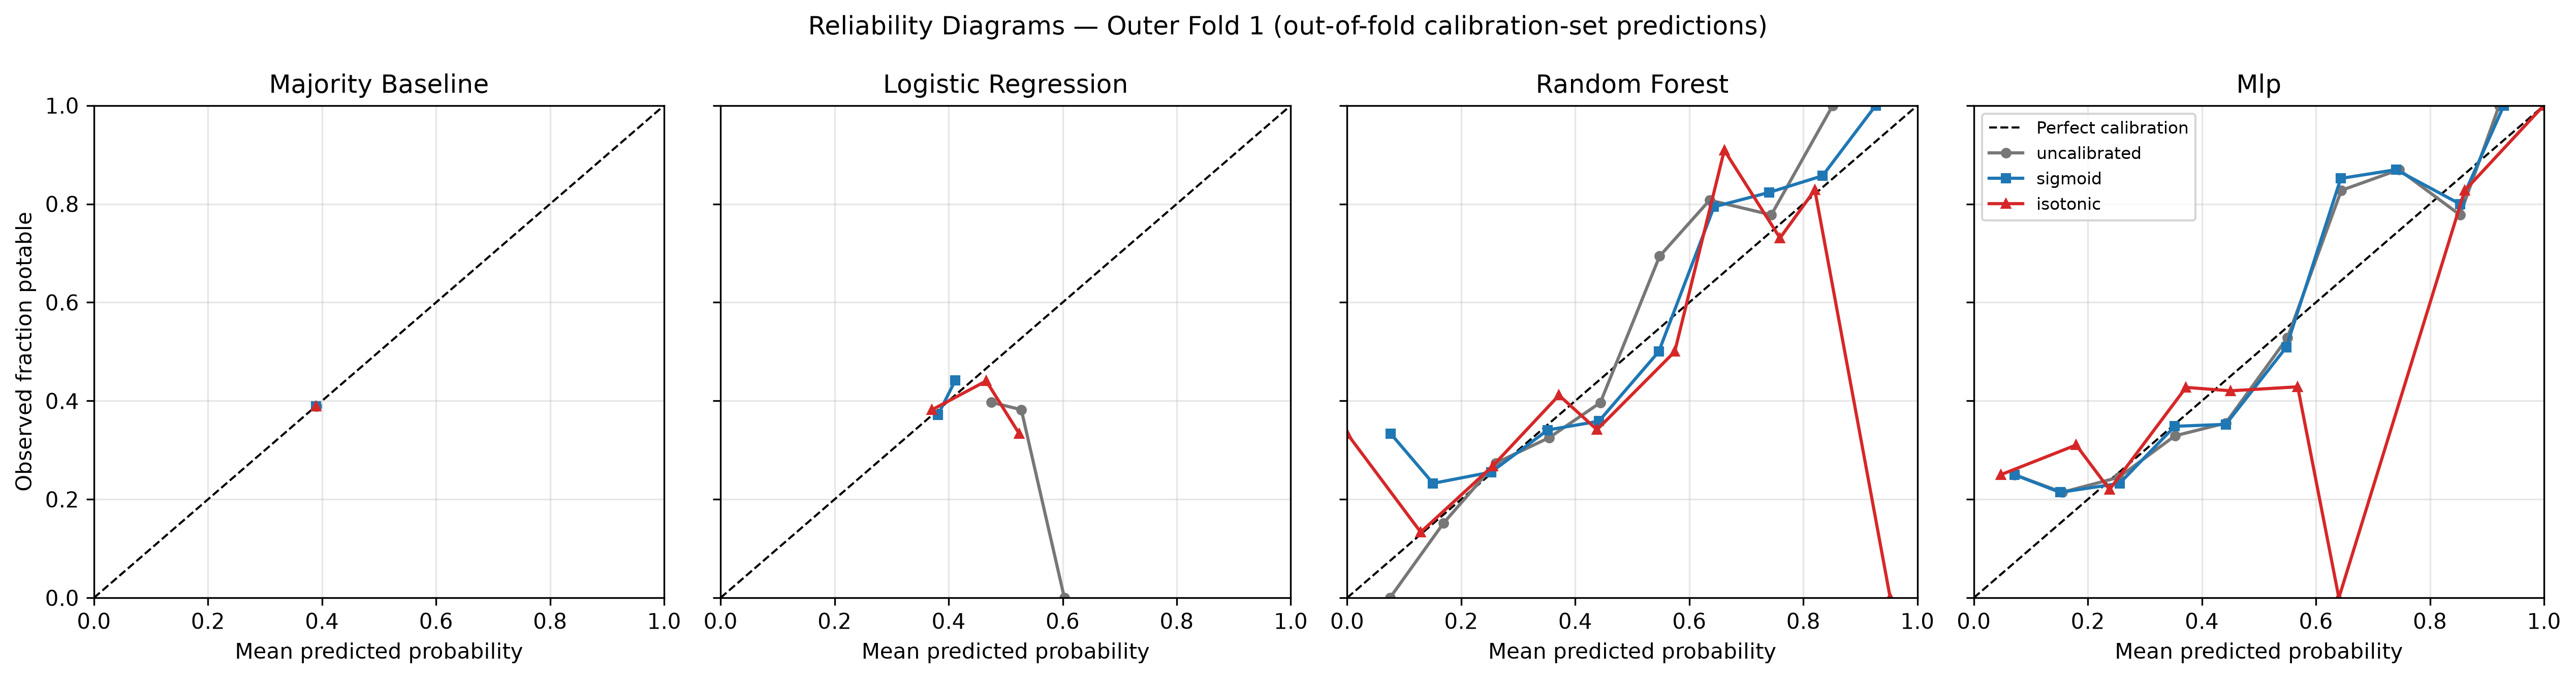 Reliability Diagrams — Outer Fold 1 (out-of-fold calibration-set predictions)
Majority Baseline
Observed fraction potable
1.0
0.8
0.6
0.4
0.2
0.0
0.0 0.2 0.4 0.6 0.8 1.0
Mean predicted probability
Logistic Regression
0.0 0.2 0.4 0.6 0.8 1.0
Mean predicted probability
Random Forest
0.0 0.2 0.4 0.6 0.8 1.0
Mean predicted probability
Mlp
Perfect calibration
uncalibrated
sigmoid
isotonic
0.0 0.2 0.4 0.6 0.8 1.0
Mean predicted probability